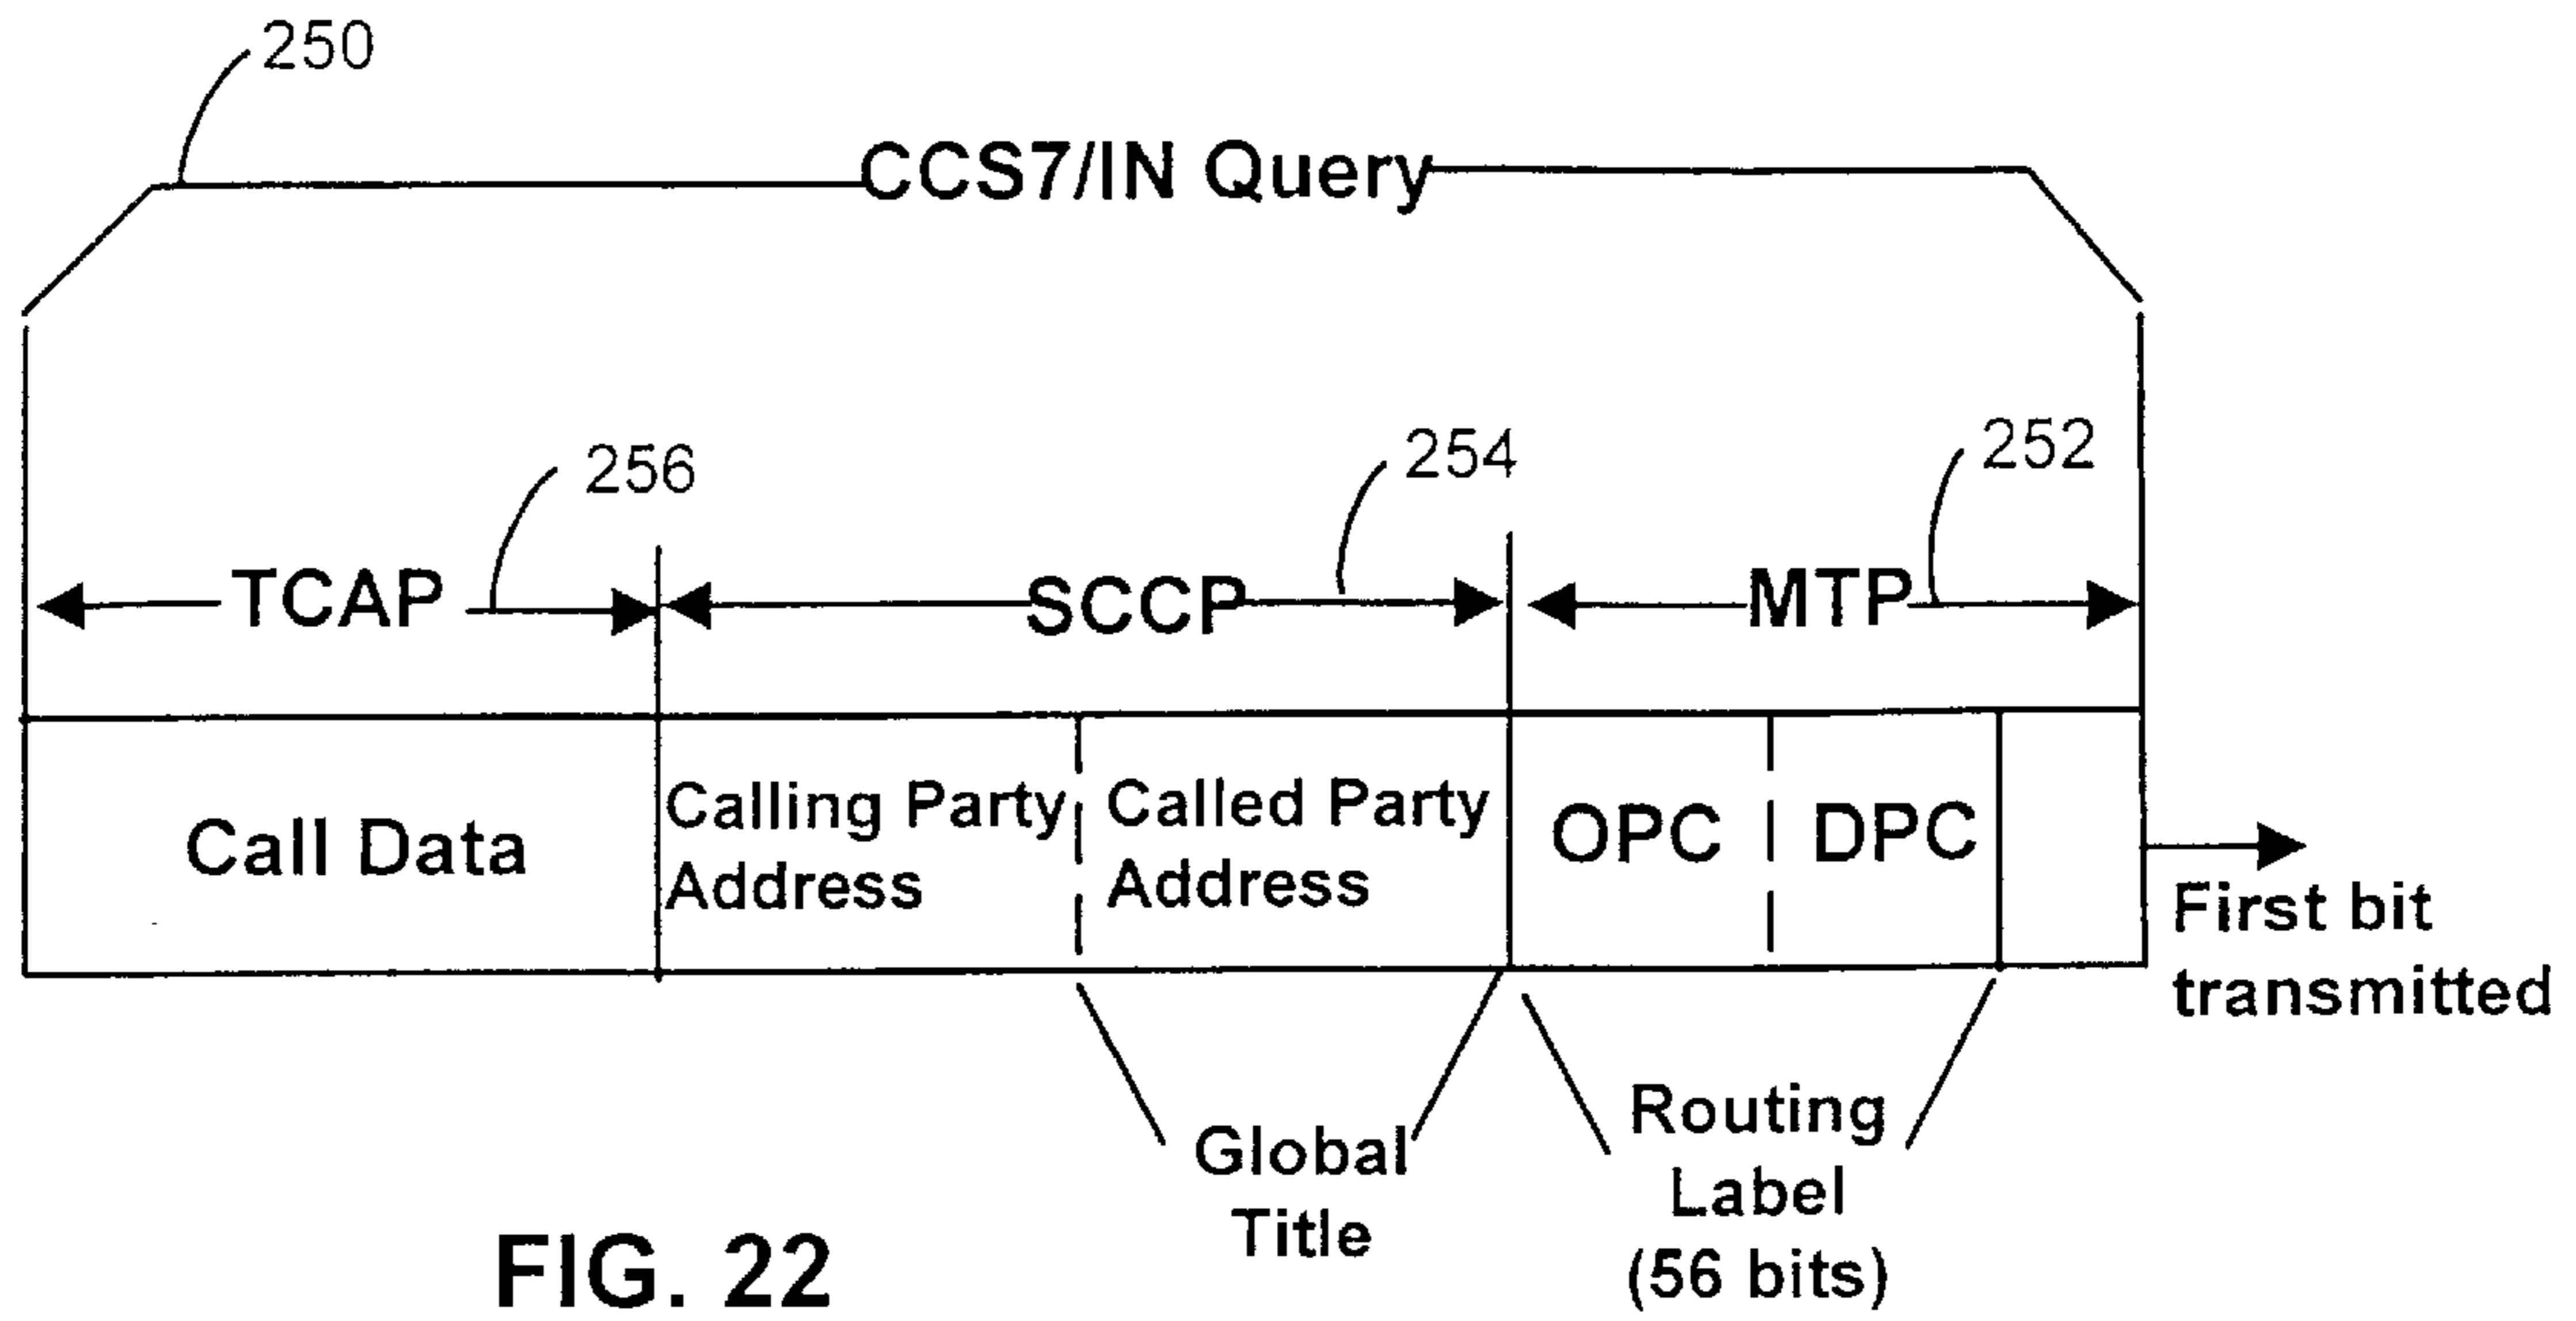 250
CCS7/IN Query
256
254
252
TCAP
SCCP
MTP
Call Data
Calling Party
Address
Called Party
Address
OPC
DPC
First bit
transmitted
Global
Title
Routing
Label
(56 bits)
FIG. 22